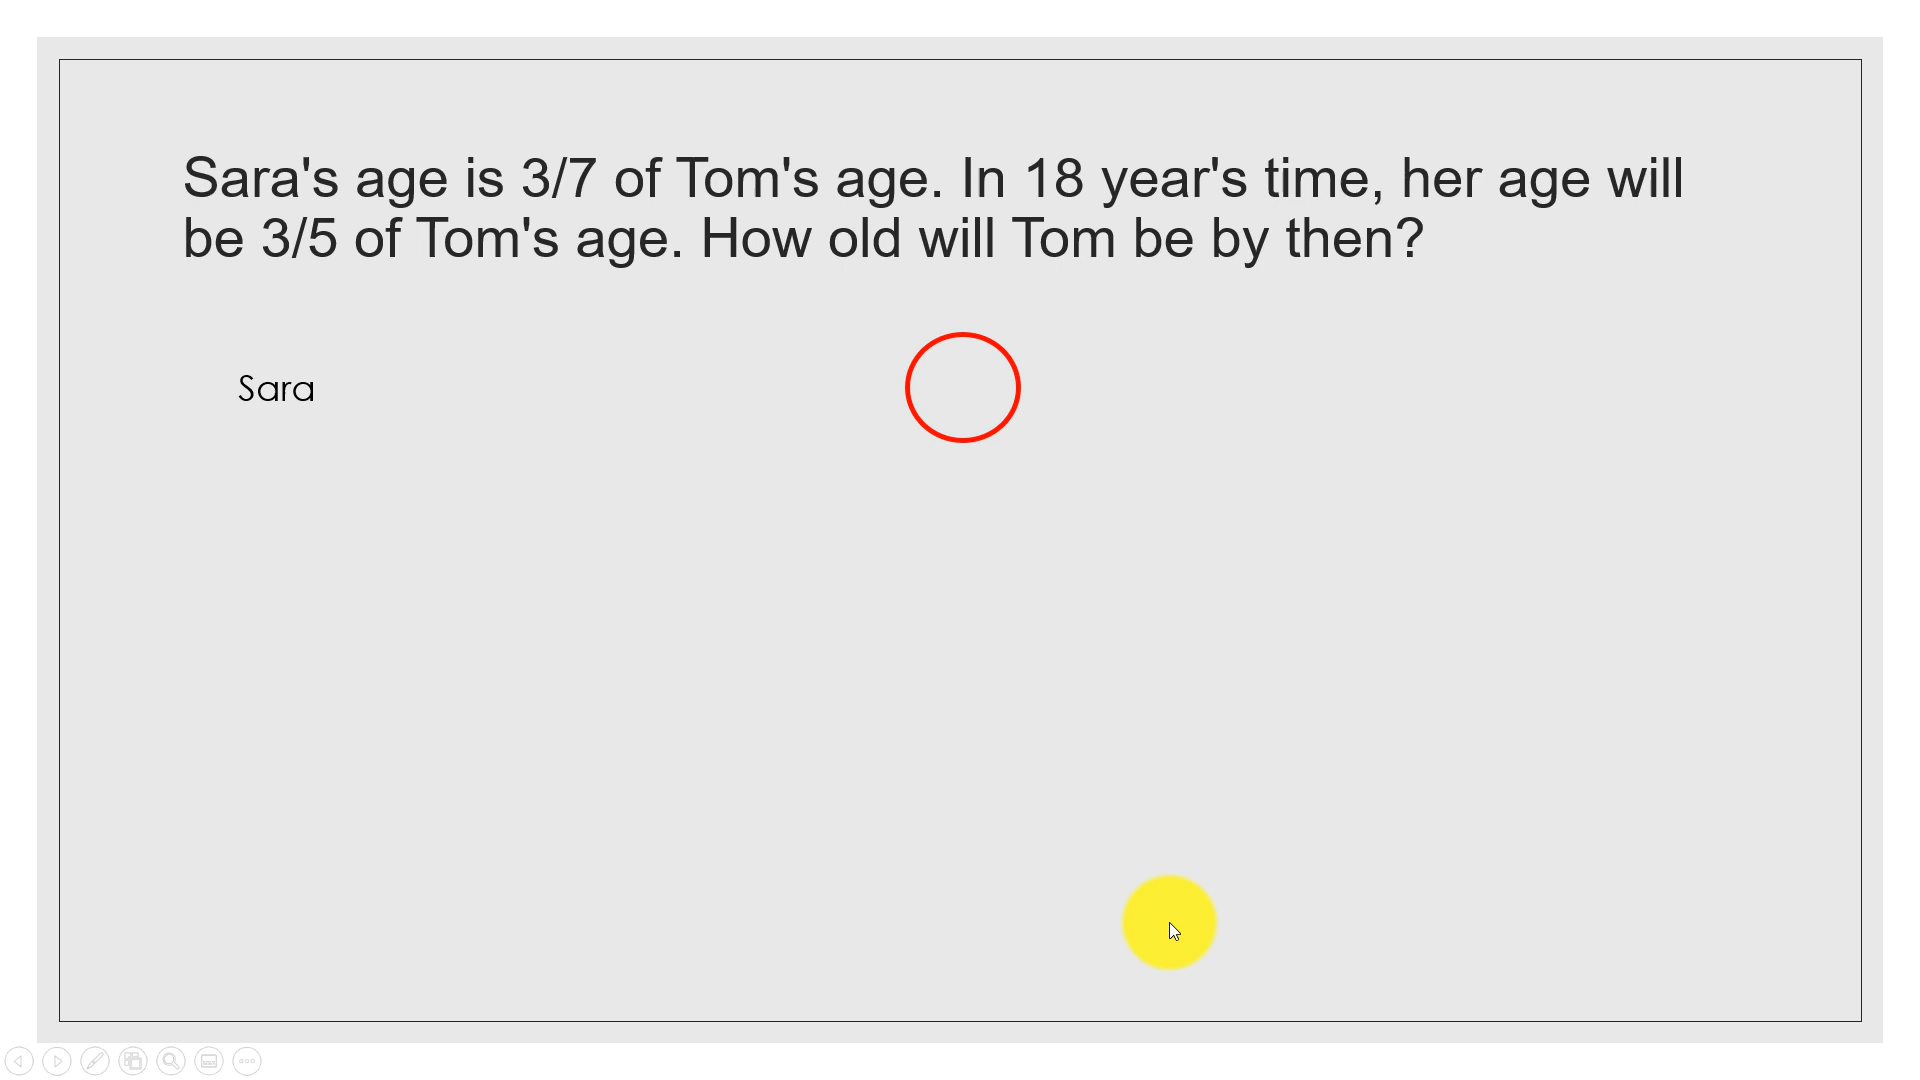 Sara's age is 3/7 of Tom's age. In 18 year's time, her age will
be 3/5 of Tom's age. How old will Tom be by then?
Sara